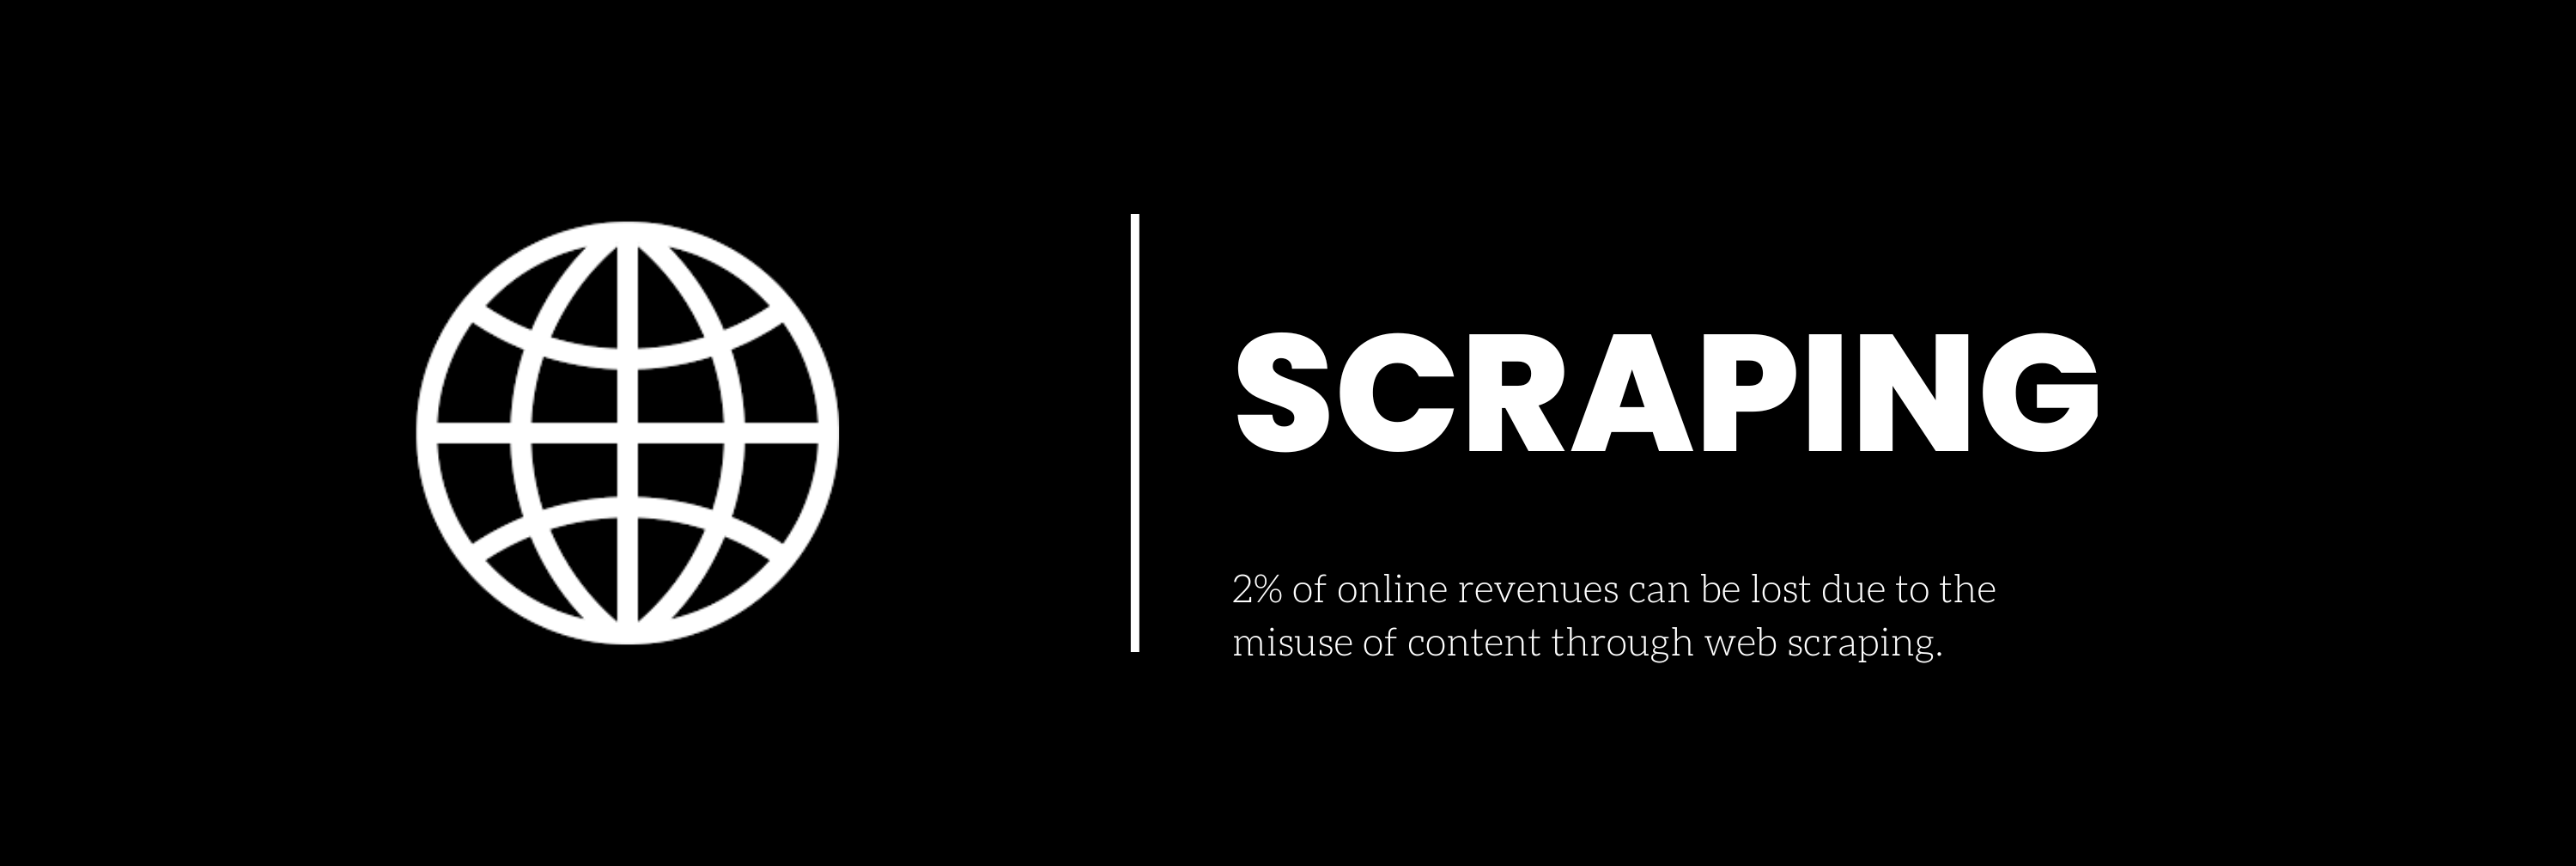 SCRAPING
2% of online revenues can be lost due to the
misuse of content through web scraping.